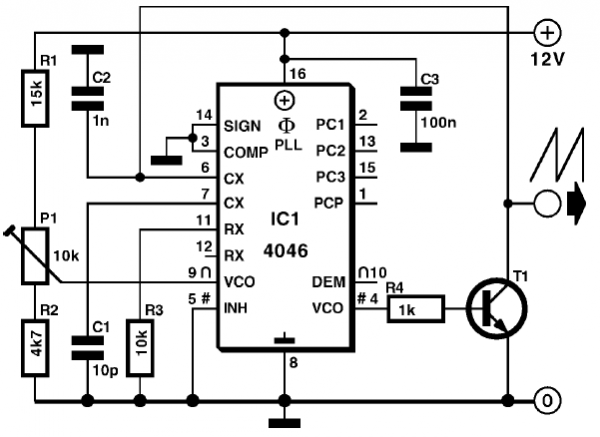 R1
15k
C2
1n
16
C3
100n
12V
14 SIGN
3 COMP
6 CX
7 CX
11 RX
12 RX
9 ∩ VCO
5 # INH
Φ
PLL
IC1
4046
PC1 2
PC2 13
PC3 15
PCP 1
DEM ∩10
VCO # 4
8
P1
10k
R2
4k7
C1
10p
R3
10k
R4
1k
T1
0